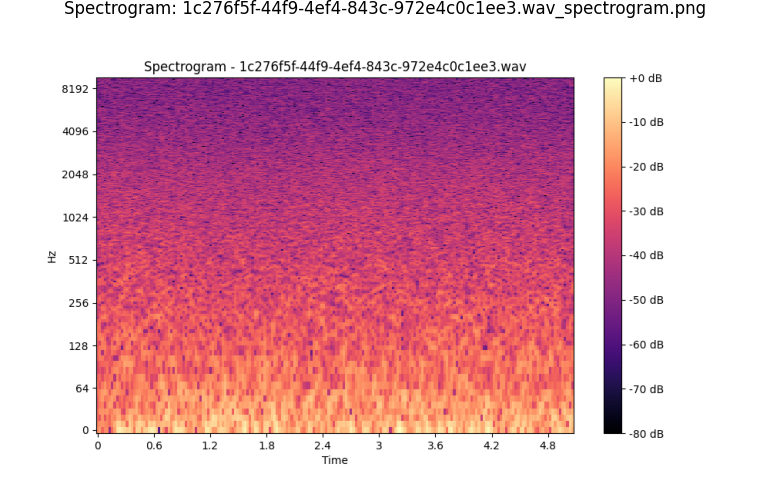 Spectrogram: 1c276f5f-44f9-4ef4-843c-972e4c0c1ee3.wav_spectrogram.png
Spectrogram - 1c276f5f-44f9-4ef4-843c-972e4c0c1ee3.wav
8192
4096
2048
1024
512
256
128
64
0
Hz
0 0.6 1.2 1.8 2.4 3 3.6 4.2 4.8
Time
+0 dB
-10 dB
-20 dB
-30 dB
-40 dB
-50 dB
-60 dB
-70 dB
-80 dB